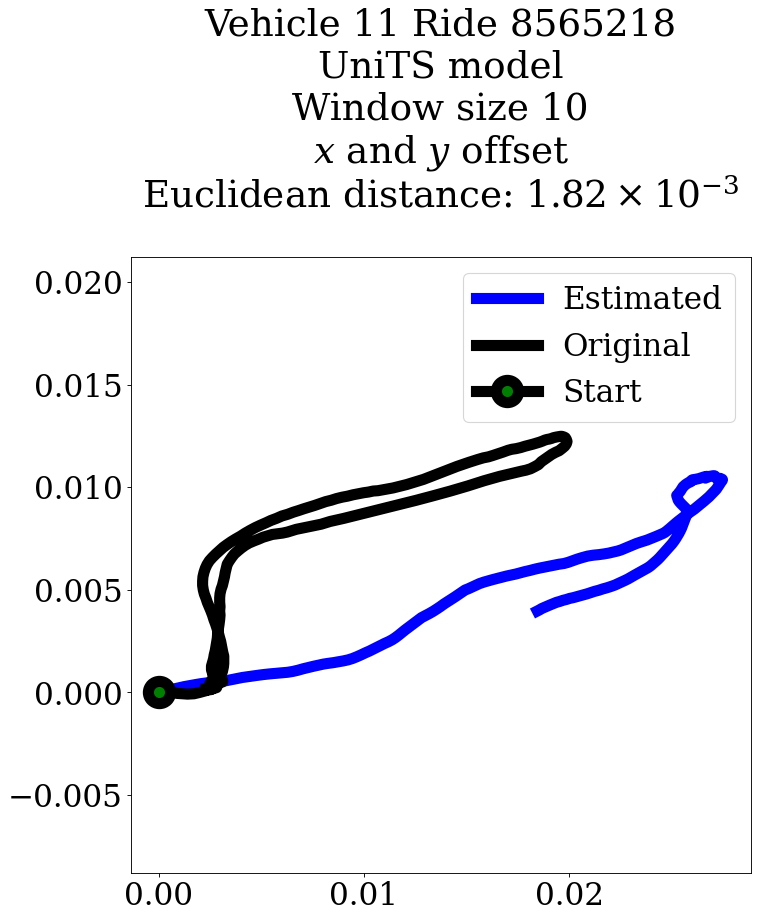 Vehicle 11 Ride 8565218
UniTS model
Window size 10
x and y offset
Euclidean distance: 1.82 × 10⁻³
0.020
0.015
0.010
0.005
0.000
−0.005
0.00 0.01 0.02
Estimated
Original
Start